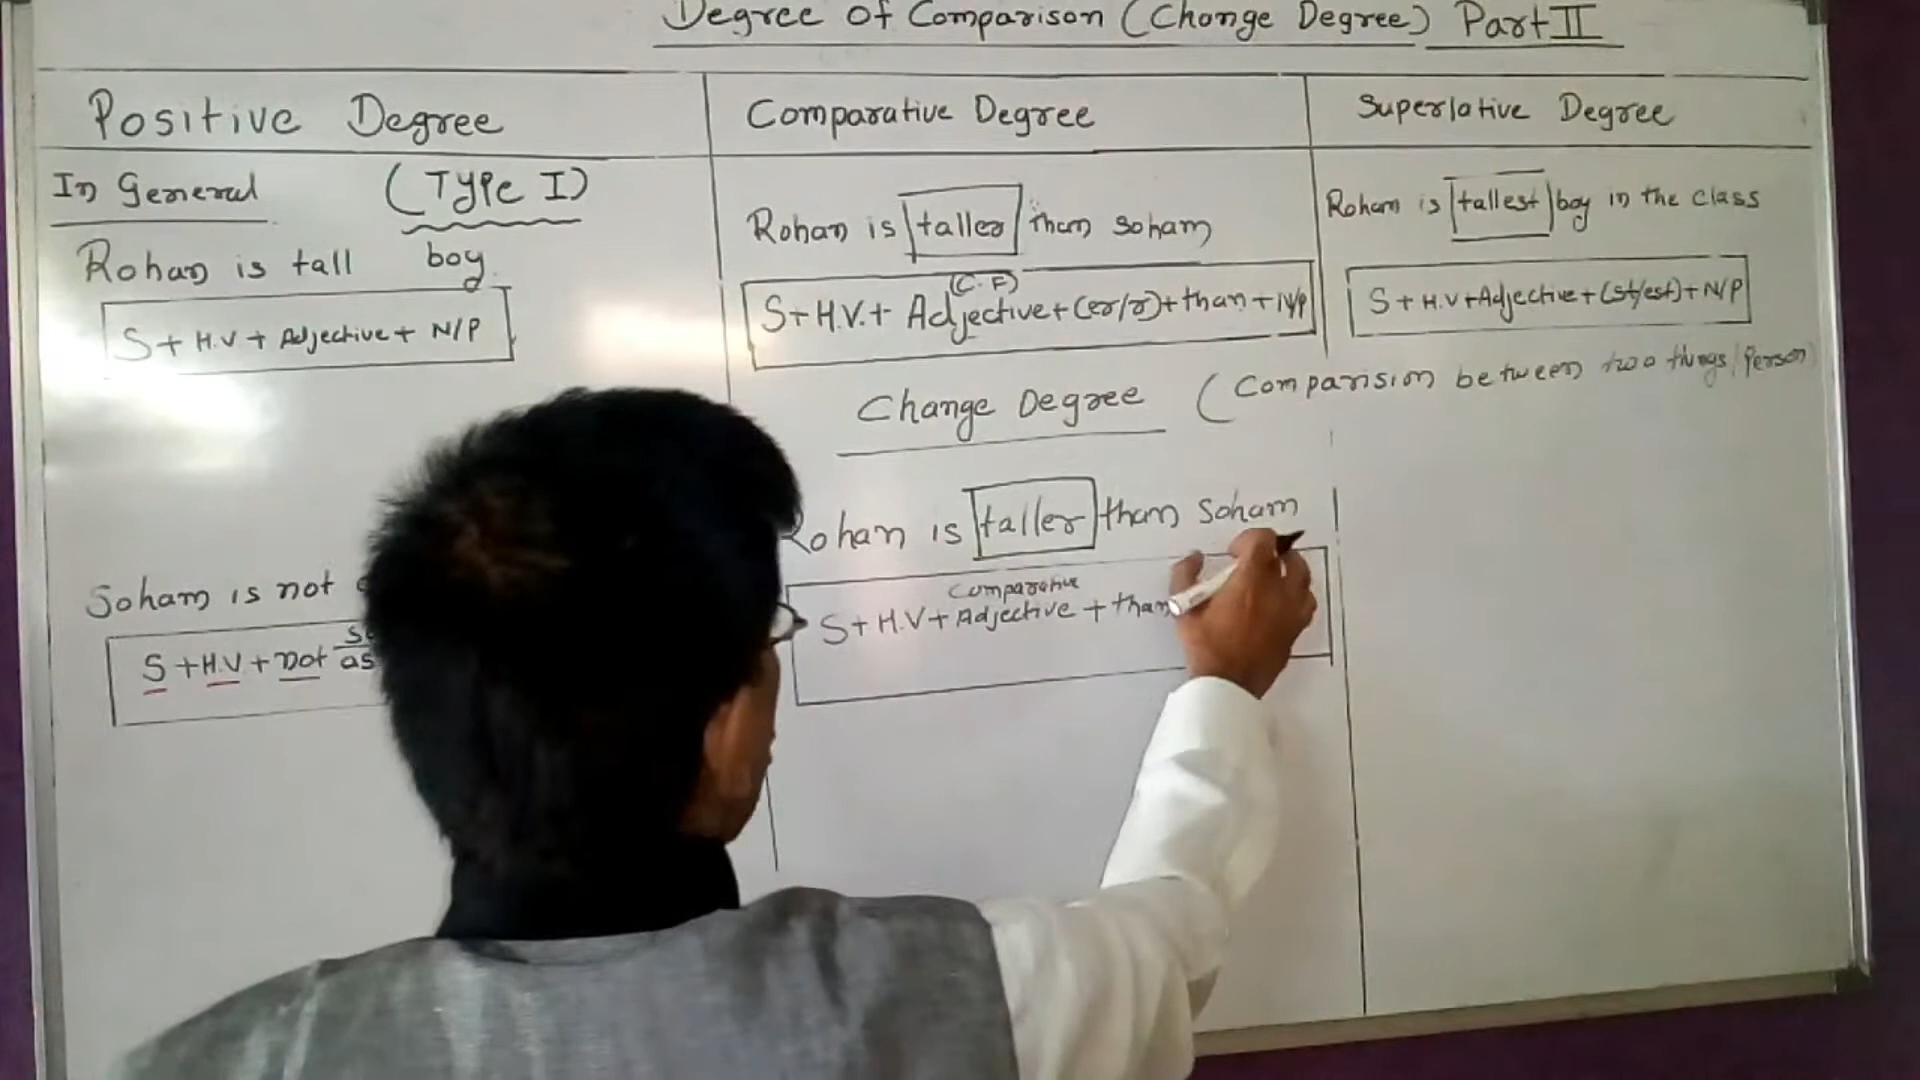 Degree Of Comparison (Change Degree) Part II
Positive Degree
Comparative Degree
Superlative Degree
In General (Type I)
Rohan is tall boy.
S + H.V + Adjective + N/P
Rohan is taller than Soham
(C.F)
S + H.V. + Adjective + (er/r) + than + N/P
Rohan is tallest boy in the class
S + H.V + Adjective + (st/est) + N/P
Change Degree (Comparision between two things/Person)
Soham is not
S + H.V + not so
as
Rohan is taller than Soham
Comparative
S + H.V + Adjective + than